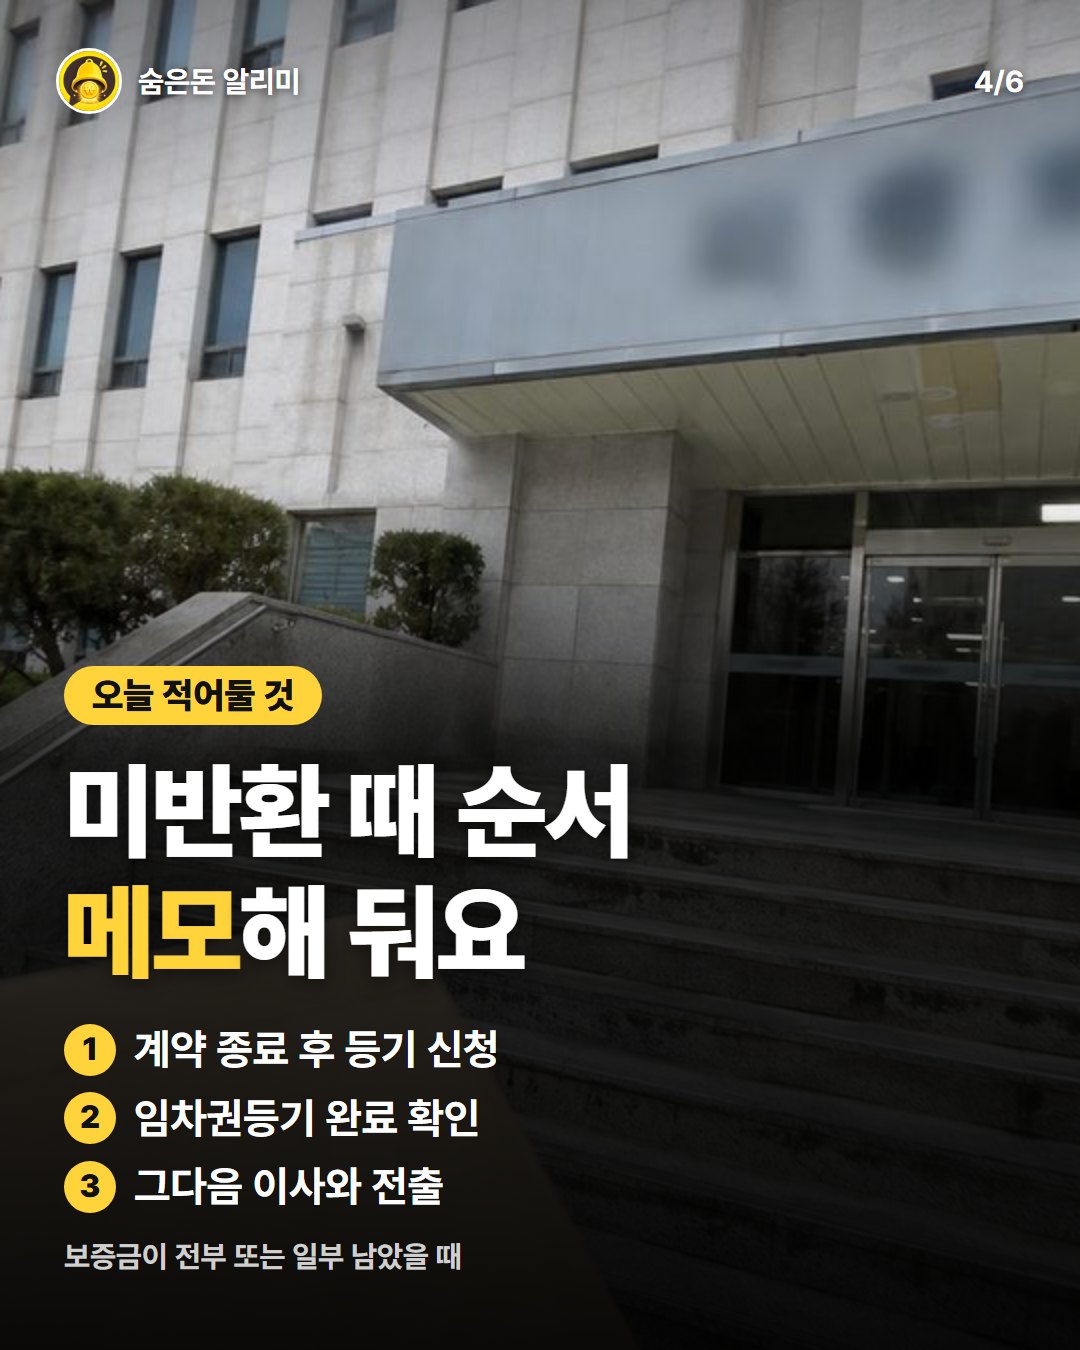 숨은돈 알리미
4/6
오늘 적어둘 것
미반환 때 순서
메모해 둬요
1 계약 종료 후 등기 신청
2 임차권등기 완료 확인
3 그다음 이사와 전출
보증금이 전부 또는 일부 남았을 때